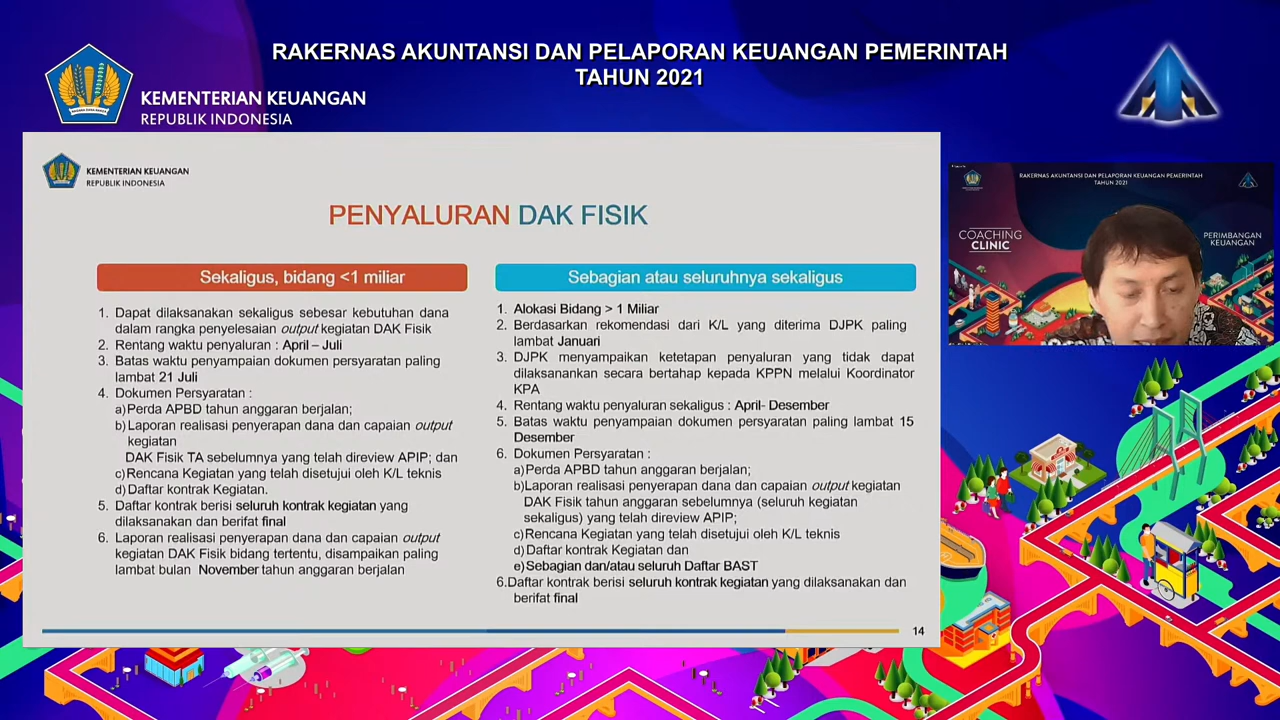 RAKERNAS AKUNTANSI DAN PELAPORAN KEUANGAN PEMERINTAH
TAHUN 2021
KEMENTERIAN KEUANGAN
REPUBLIK INDONESIA
KEMENTERIAN KEUANGAN
REPUBLIK INDONESIA
PENYALURAN DAK FISIK
Sekaligus, bidang <1 miliar
1. Dapat dilaksanakan sekaligus sebesar kebutuhan dana
dalam rangka penyelesaian output kegiatan DAK Fisik
2. Rentang waktu penyaluran : April – Juli
3. Batas waktu penyampaian dokumen persyaratan paling
lambat 21 Juli
4. Dokumen Persyaratan :
a) Perda APBD tahun anggaran berjalan;
b) Laporan realisasi penyerapan dana dan capaian output
kegiatan
DAK Fisik TA sebelumnya yang telah direview APIP; dan
c) Rencana Kegiatan yang telah disetujui oleh K/L teknis
d) Daftar kontrak Kegiatan.
5. Daftar kontrak berisi seluruh kontrak kegiatan yang
dilaksanakan dan berifat final
6. Laporan realisasi penyerapan dana dan capaian output
kegiatan DAK Fisik bidang tertentu, disampaikan paling
lambat bulan November tahun anggaran berjalan
Sebagian atau seluruhnya sekaligus
1. Alokasi Bidang > 1 Miliar
2. Berdasarkan rekomendasi dari K/L yang diterima DJPK paling
lambat Januari
3. DJPK menyampaikan ketetapan penyaluran yang tidak dapat
dilaksanankan secara bertahap kepada KPPN melalui Koordinator
KPA
4. Rentang waktu penyaluran sekaligus : April- Desember
5. Batas waktu penyampaian dokumen persyaratan paling lambat 15
Desember
6. Dokumen Persyaratan :
a) Perda APBD tahun anggaran berjalan;
b) Laporan realisasi penyerapan dana dan capaian output kegiatan
DAK Fisik tahun anggaran sebelumnya (seluruh kegiatan
sekaligus) yang telah direview APIP;
c) Rencana Kegiatan yang telah disetujui oleh K/L teknis
d) Daftar kontrak Kegiatan dan
e) Sebagian dan/atau seluruh Daftar BAST
6.Daftar kontrak berisi seluruh kontrak kegiatan yang dilaksanakan dan
berifat final
14
RAKERNAS AKUNTANSI DAN PELAPORAN KEUANGAN PEMERINTAH
TAHUN 2021
COACHING
CLINIC
PERIMBANGAN
KEUANGAN